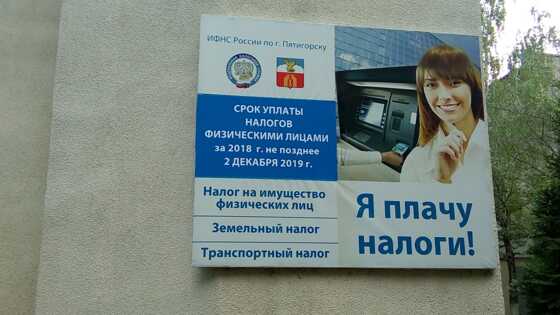 ИФНС России по г. Пятигорску
СРОК УПЛАТЫ
НАЛОГОВ
ФИЗИЧЕСКИМИ ЛИЦАМИ
за 2018 г. не позднее
2 ДЕКАБРЯ 2019 г.
Налог на имущество
физических лиц
Земельный налог
Транспортный налог
Я плачу
налоги!